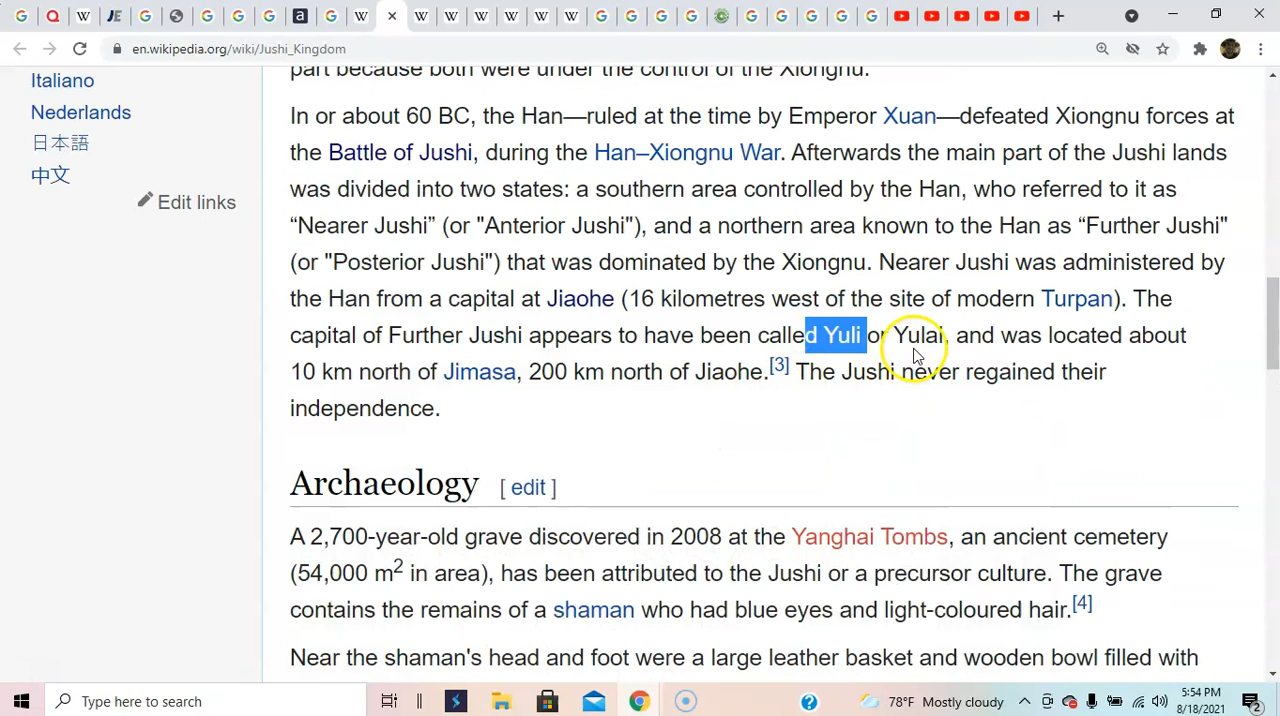 en.wikipedia.org/wiki/Jushi_Kingdom
Italiano
Nederlands
日本語
中文
Edit links
part because both were under the control of the Xiongnu.
In or about 60 BC, the Han—ruled at the time by Emperor Xuan—defeated Xiongnu forces at
the Battle of Jushi, during the Han–Xiongnu War. Afterwards the main part of the Jushi lands
was divided into two states: a southern area controlled by the Han, who referred to it as
“Nearer Jushi” (or "Anterior Jushi"), and a northern area known to the Han as “Further Jushi"
(or "Posterior Jushi") that was dominated by the Xiongnu. Nearer Jushi was administered by
the Han from a capital at Jiaohe (16 kilometres west of the site of modern Turpan). The
capital of Further Jushi appears to have been called Yuli or Yulai, and was located about
10 km north of Jimasa, 200 km north of Jiaohe.[3] The Jushi never regained their
independence.
Archaeology [ edit ]
A 2,700-year-old grave discovered in 2008 at the Yanghai Tombs, an ancient cemetery
(54,000 m2 in area), has been attributed to the Jushi or a precursor culture. The grave
contains the remains of a shaman who had blue eyes and light-coloured hair.[4]
Near the shaman's head and foot were a large leather basket and wooden bowl filled with
Type here to search
78°F Mostly cloudy
5:54 PM
8/18/2021
2